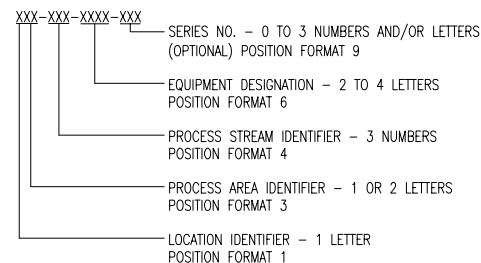 XXX-XXX-XXXX-XXX
SERIES NO. – 0 TO 3 NUMBERS AND/OR LETTERS
(OPTIONAL) POSITION FORMAT 9
EQUIPMENT DESIGNATION – 2 TO 4 LETTERS
POSITION FORMAT 6
PROCESS STREAM IDENTIFIER – 3 NUMBERS
POSITION FORMAT 4
PROCESS AREA IDENTIFIER – 1 OR 2 LETTERS
POSITION FORMAT 3
LOCATION IDENTIFIER – 1 LETTER
POSITION FORMAT 1